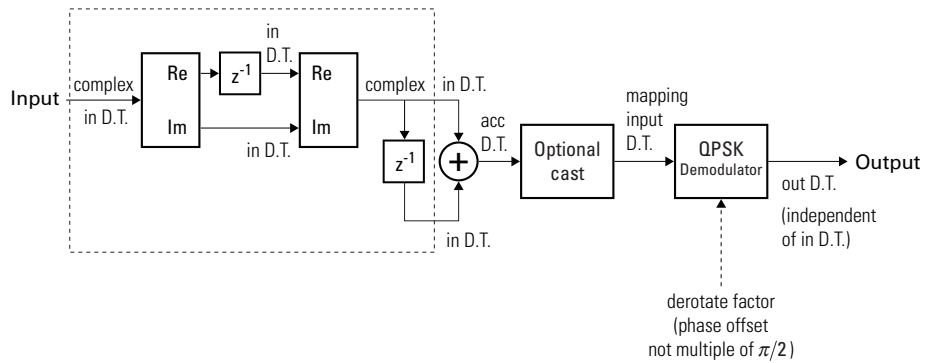 Input
complex
in D.T.
Re
Im
z⁻¹
in
D.T.
in D.T.
Re
Im
complex
z⁻¹
in D.T.
+
in D.T.
acc
D.T.
Optional
cast
mapping
input
D.T.
QPSK
Demodulator
Output
out D.T.
(independent
of in D.T.)
derotate factor
(phase offset
not multiple of π/2)